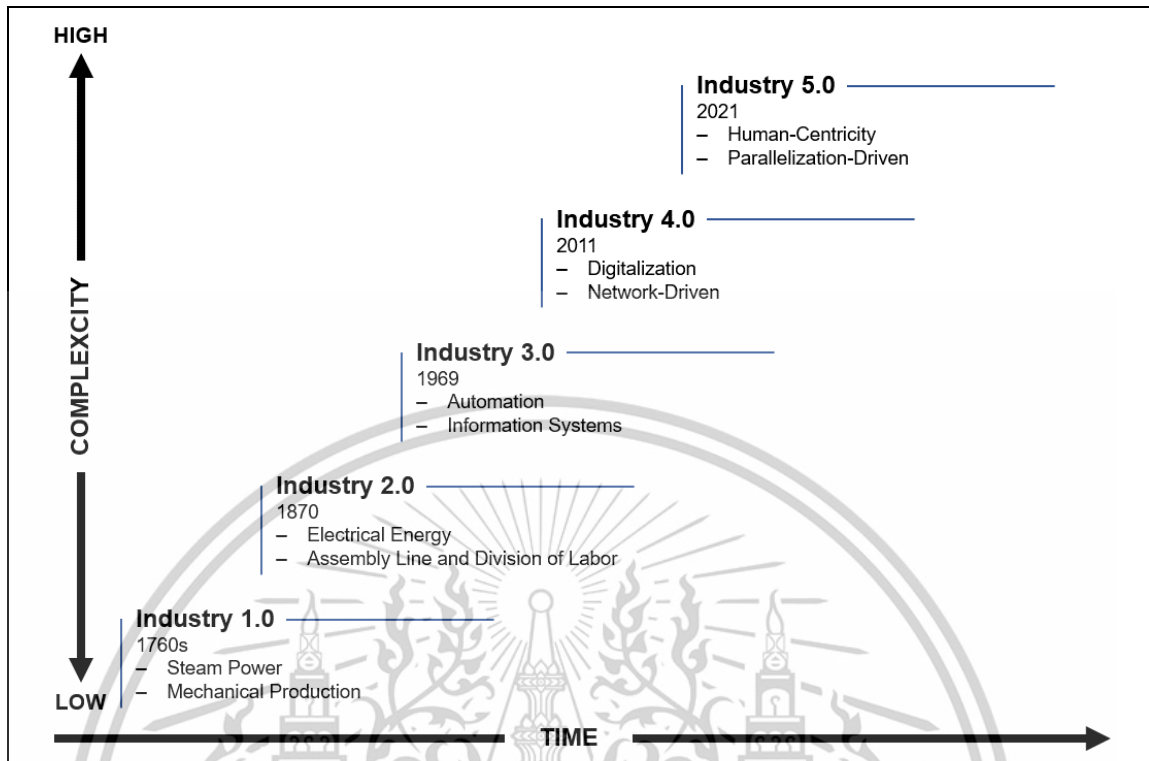 HIGH
Industry 5.0
2021
– Human-Centricity
– Parallelization-Driven
Industry 4.0
2011
– Digitalization
– Network-Driven
COMPLEXCITY
Industry 3.0
1969
– Automation
– Information Systems
Industry 2.0
1870
– Electrical Energy
– Assembly Line and Division of Labor
Industry 1.0
1760s
– Steam Power
– Mechanical Production
LOW
TIME